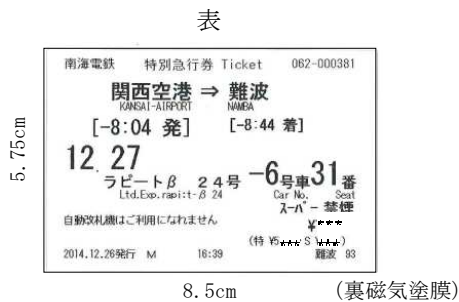 表
南海電鉄 特別急行券 Ticket 062-000381
関西空港 ⇒ 難波
KANSAI-AIRPORT NAMBA
[-8:04 発] [-8:44 着]
12. 27 -6号車31番
ラピートβ 24号 Car No. Seat
Ltd.Exp.rapi:t-β 24 スーパー 禁煙
自動改札機はご利用になれません ¥***
(特 ¥5*** S \***)
2014.12.26発行 M 16:39 難波 93
5.75cm
8.5cm (裏磁気塗膜)